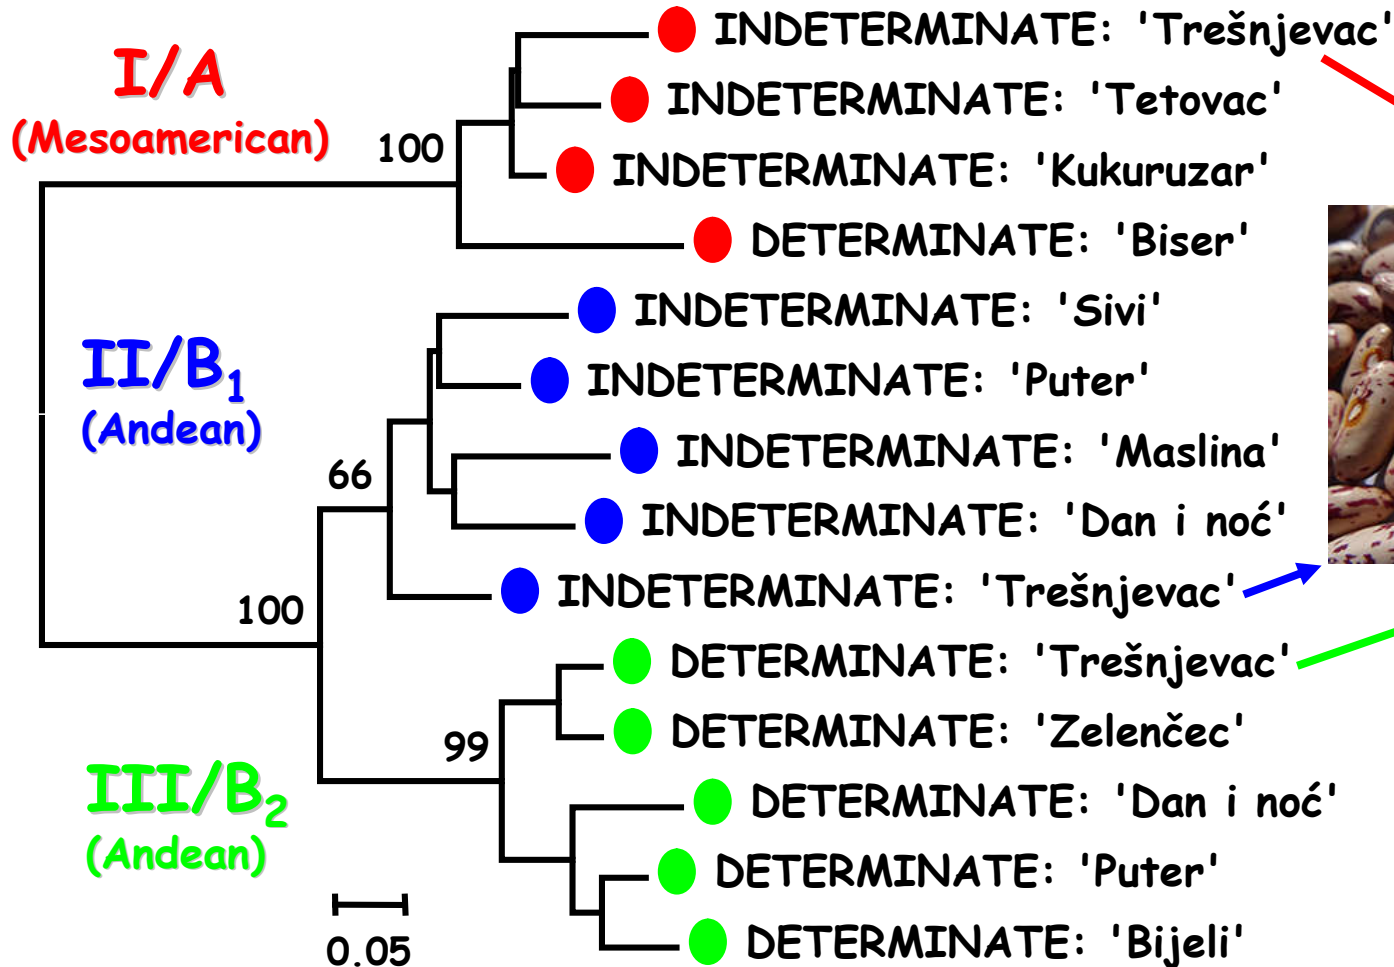 I/A
(Mesoamerican)
100
INDETERMINATE: 'Trešnjevac'
INDETERMINATE: 'Tetovac'
INDETERMINATE: 'Kukuruzar'
DETERMINATE: 'Biser'
II/B1
(Andean)
66
100
INDETERMINATE: 'Sivi'
INDETERMINATE: 'Puter'
INDETERMINATE: 'Maslina'
INDETERMINATE: 'Dan i noć'
INDETERMINATE: 'Trešnjevac'
III/B2
(Andean)
99
DETERMINATE: 'Trešnjevac'
DETERMINATE: 'Zelenčec'
DETERMINATE: 'Dan i noć'
DETERMINATE: 'Puter'
DETERMINATE: 'Bijeli'
0.05